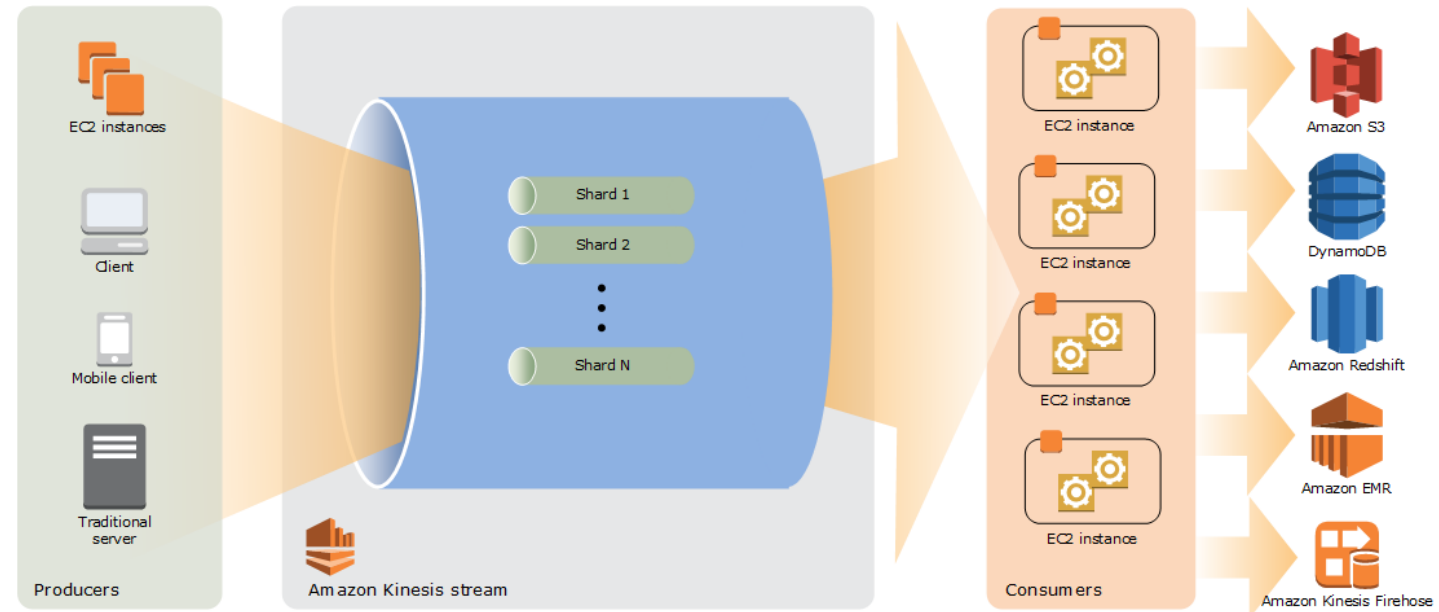 EC2 instances
Client
Mobile client
Traditional
server
Producers
Shard 1
Shard 2
Shard N
Amazon Kinesis stream
EC2 instance
EC2 instance
EC2 instance
EC2 instance
Consumers
Amazon S3
DynamoDB
Amazon Redshift
Amazon EMR
Amazon Kinesis Firehose